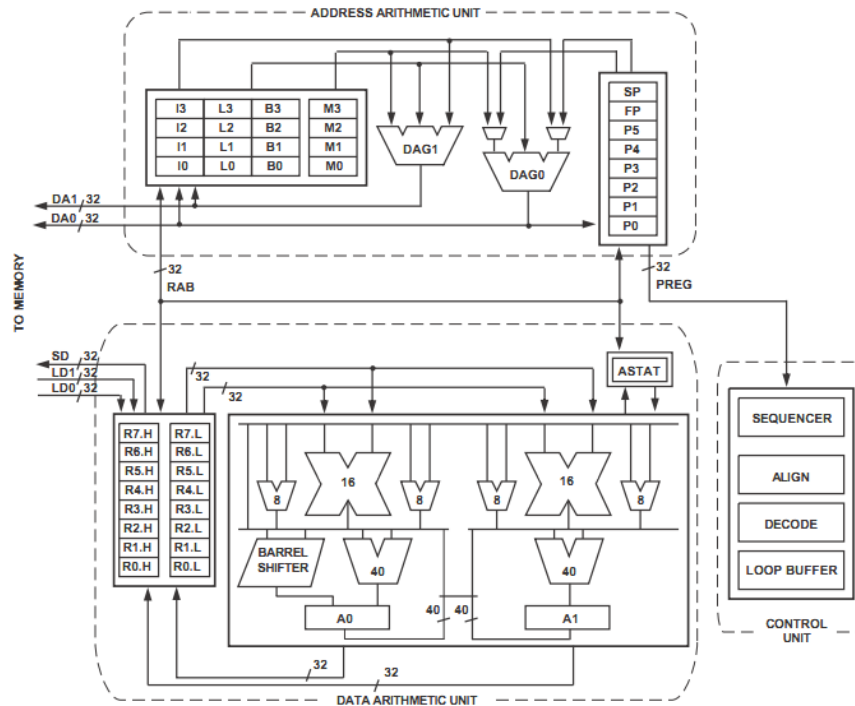 ADDRESS ARITHMETIC UNIT
I3 L3 B3 M3
I2 L2 B2 M2
I1 L1 B1 M1
I0 L0 B0 M0
DAG1
DAG0
SP
FP
P5
P4
P3
P2
P1
P0
DA1 32
DA0 32
TO MEMORY
32
RAB
32
PREG
SD 32
LD1 32
LD0 32
32
32
ASTAT
R7.H R7.L
R6.H R6.L
R5.H R5.L
R4.H R4.L
R3.H R3.L
R2.H R2.L
R1.H R1.L
R0.H R0.L
8 16 8 8 16 8
BARREL
SHIFTER
40
40
A0
40 40
A1
32
32
DATA ARITHMETIC UNIT
SEQUENCER
ALIGN
DECODE
LOOP BUFFER
CONTROL
UNIT